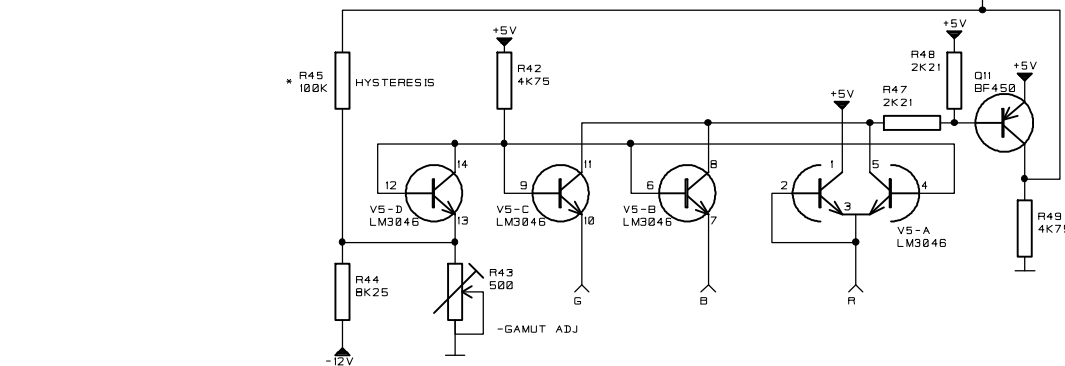 +5V
+5V
R48
2K21
* R45
100K
HYSTERESIS
R42
4K75
+5V
Q11
BF450
R47
2K21
+5V
14
11
8
1
5
12
9
6
2
4
3
V5-D
LM3046
13
V5-C
LM3046
10
V5-B
LM3046
7
V5-A
LM3046
R49
R44
8K25
R43
500
G
B
R
-GAMUT ADJ
-12V